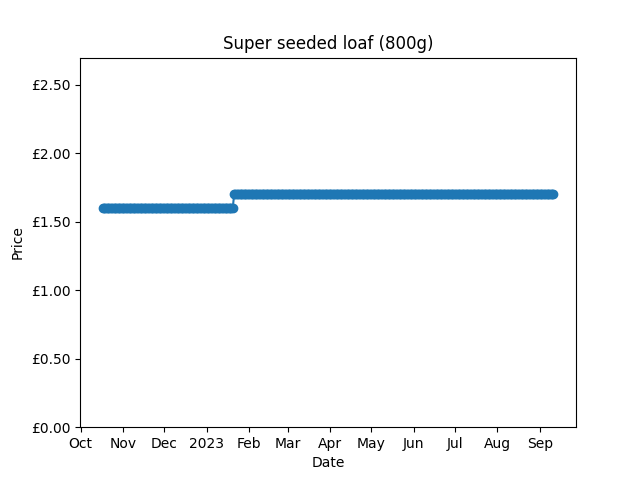 Super seeded loaf (800g)
£2.50
£2.00
£1.50
£1.00
£0.50
£0.00
Price
Oct Nov Dec 2023 Feb Mar Apr May Jun Jul Aug Sep
Date